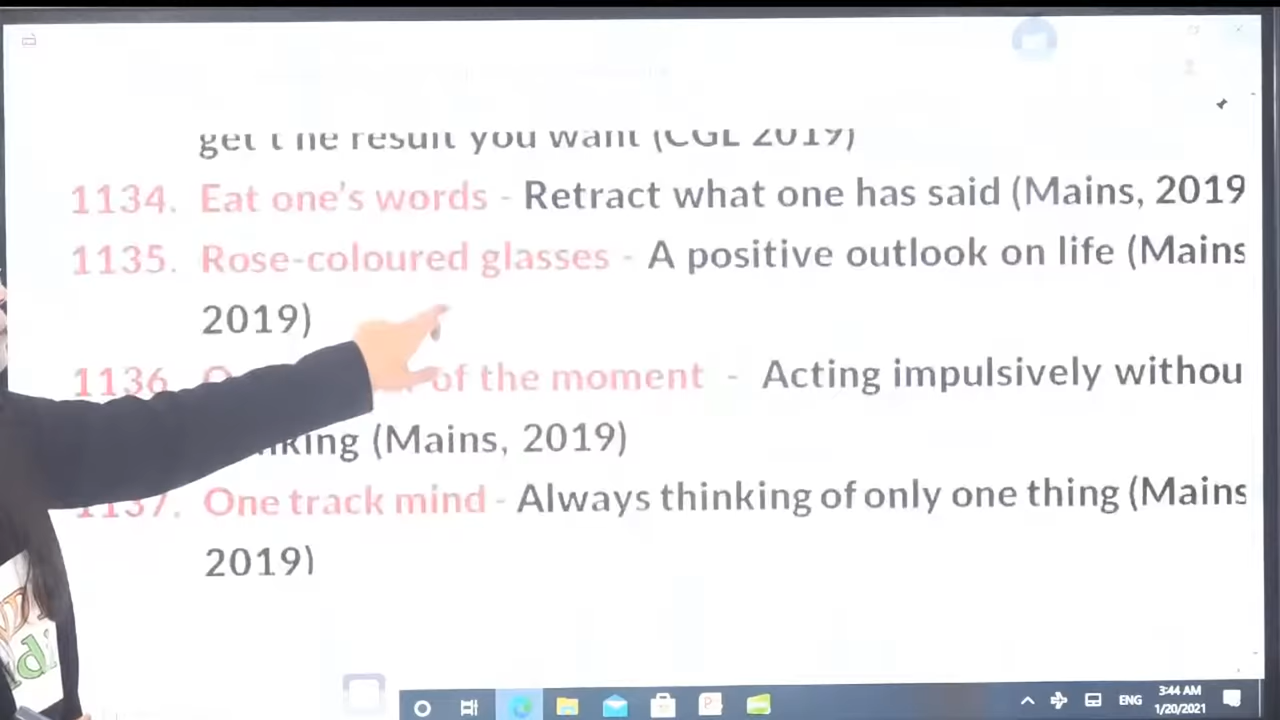 get the result you want (CGL 2019)
1134. Eat one's words - Retract what one has said (Mains, 2019
1135. Rose-coloured glasses - A positive outlook on life (Mains
2019)
1136 of the moment - Acting impulsively withou
king (Mains, 2019)
1137. One track mind - Always thinking of only one thing (Mains
2019)
ENG
3:44 AM
1/20/2021